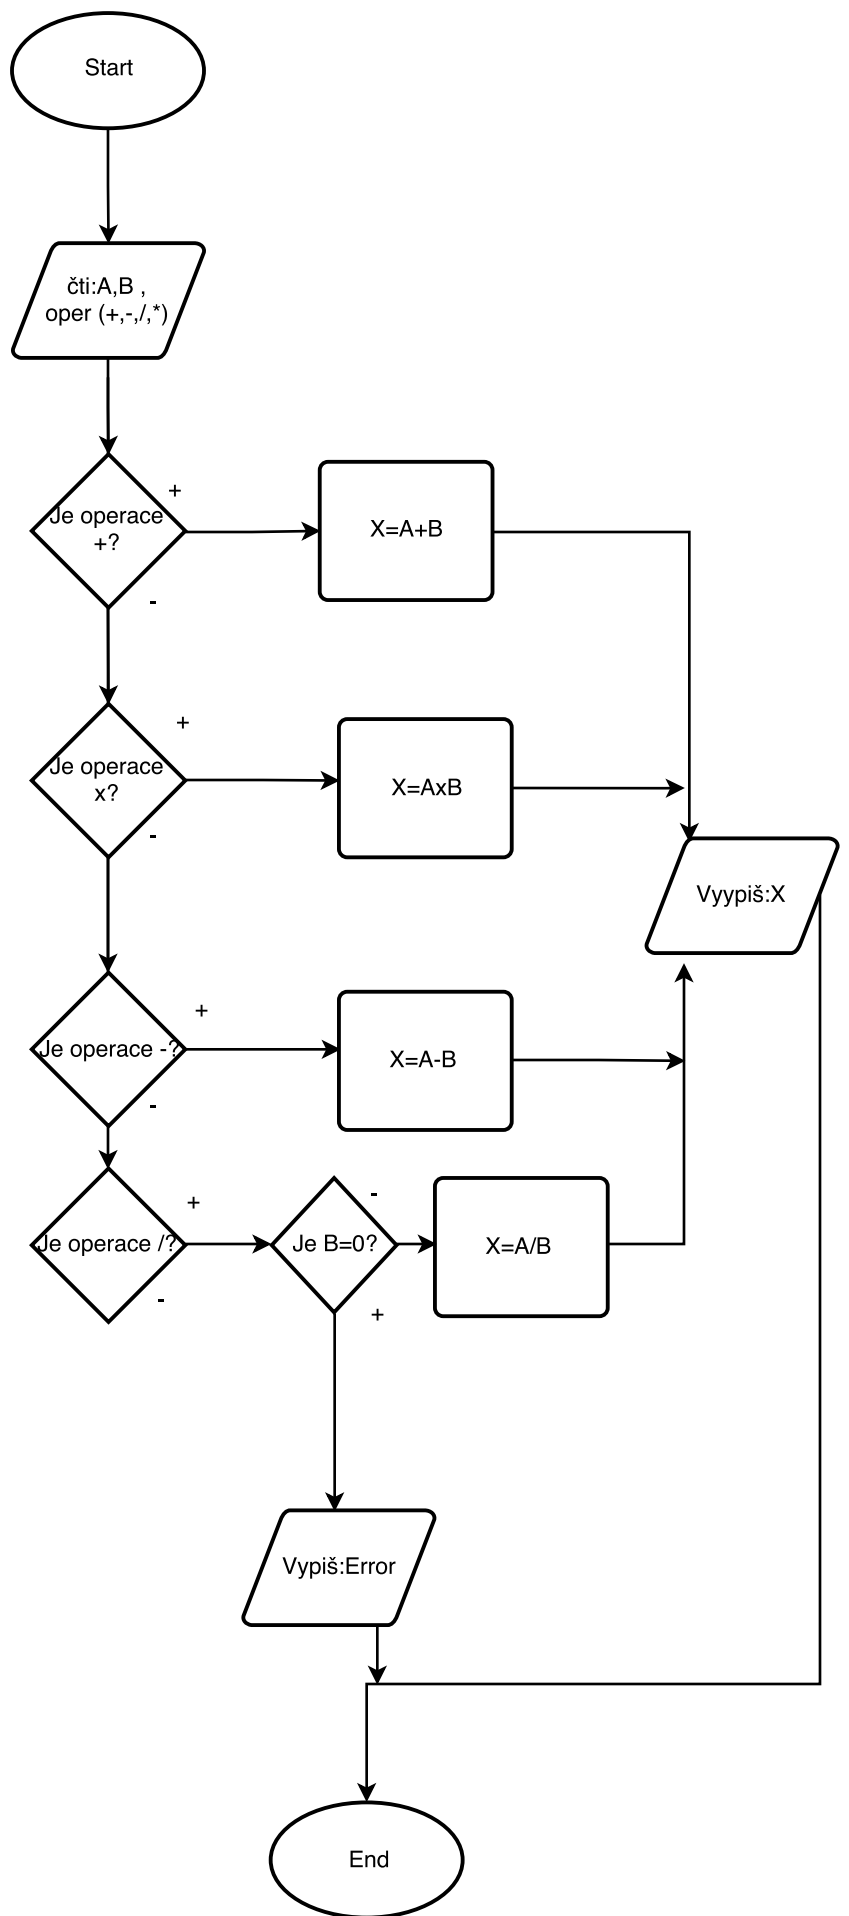 Start
čti:A,B ,
oper (+,-,/,*)
+
Je operace
+?
X=A+B
-
+
Je operace
x?
X=AxB
-
Vyypiš:X
+
Je operace -?
X=A-B
-
+
-
Je operace /?
Je B=0?
X=A/B
-
+
Vypiš:Error
End